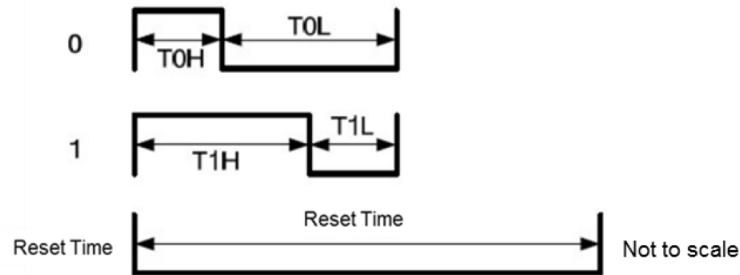 0
T0H
T0L
1
T1H
T1L
Reset Time
Reset Time
Not to scale